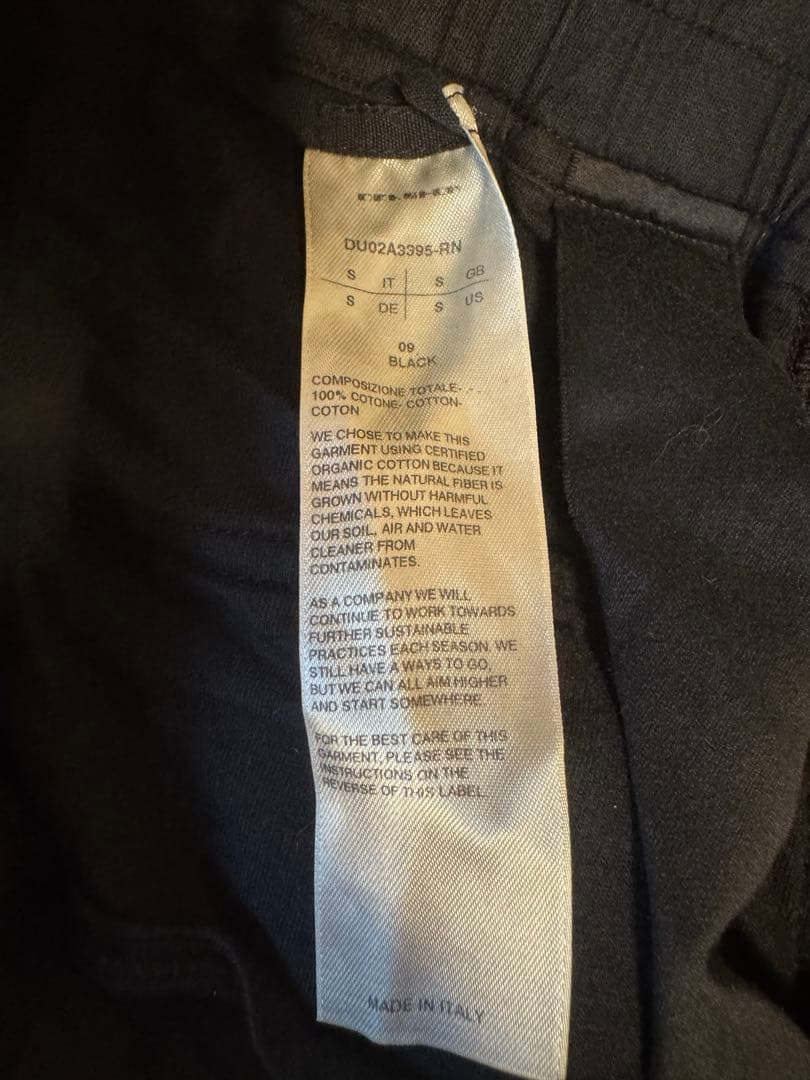 DU02A3395-RN
S IT S GB
S DE S US
09
BLACK
COMPOSIZIONE TOTALE- - -
100% COTONE- COTTON-
COTON
WE CHOSE TO MAKE THIS
GARMENT USING CERTIFIED
ORGANIC COTTON BECAUSE IT
MEANS THE NATURAL FIBER IS
GROWN WITHOUT HARMFUL
CHEMICALS, WHICH LEAVES
OUR SOIL, AIR AND WATER
CLEANER FROM
CONTAMINATES.
AS A COMPANY WE WILL
CONTINUE TO WORK TOWARDS
FURTHER SUSTAINABLE
PRACTICES EACH SEASON. WE
STILL HAVE A WAYS TO GO,
BUT WE CAN ALL AIM HIGHER
AND START SOMEWHERE
FOR THE BEST CARE OF THIS
GARMENT, PLEASE SEE THE
INSTRUCTIONS ON THE
REVERSE OF THIS LABEL.
MADE IN ITALY